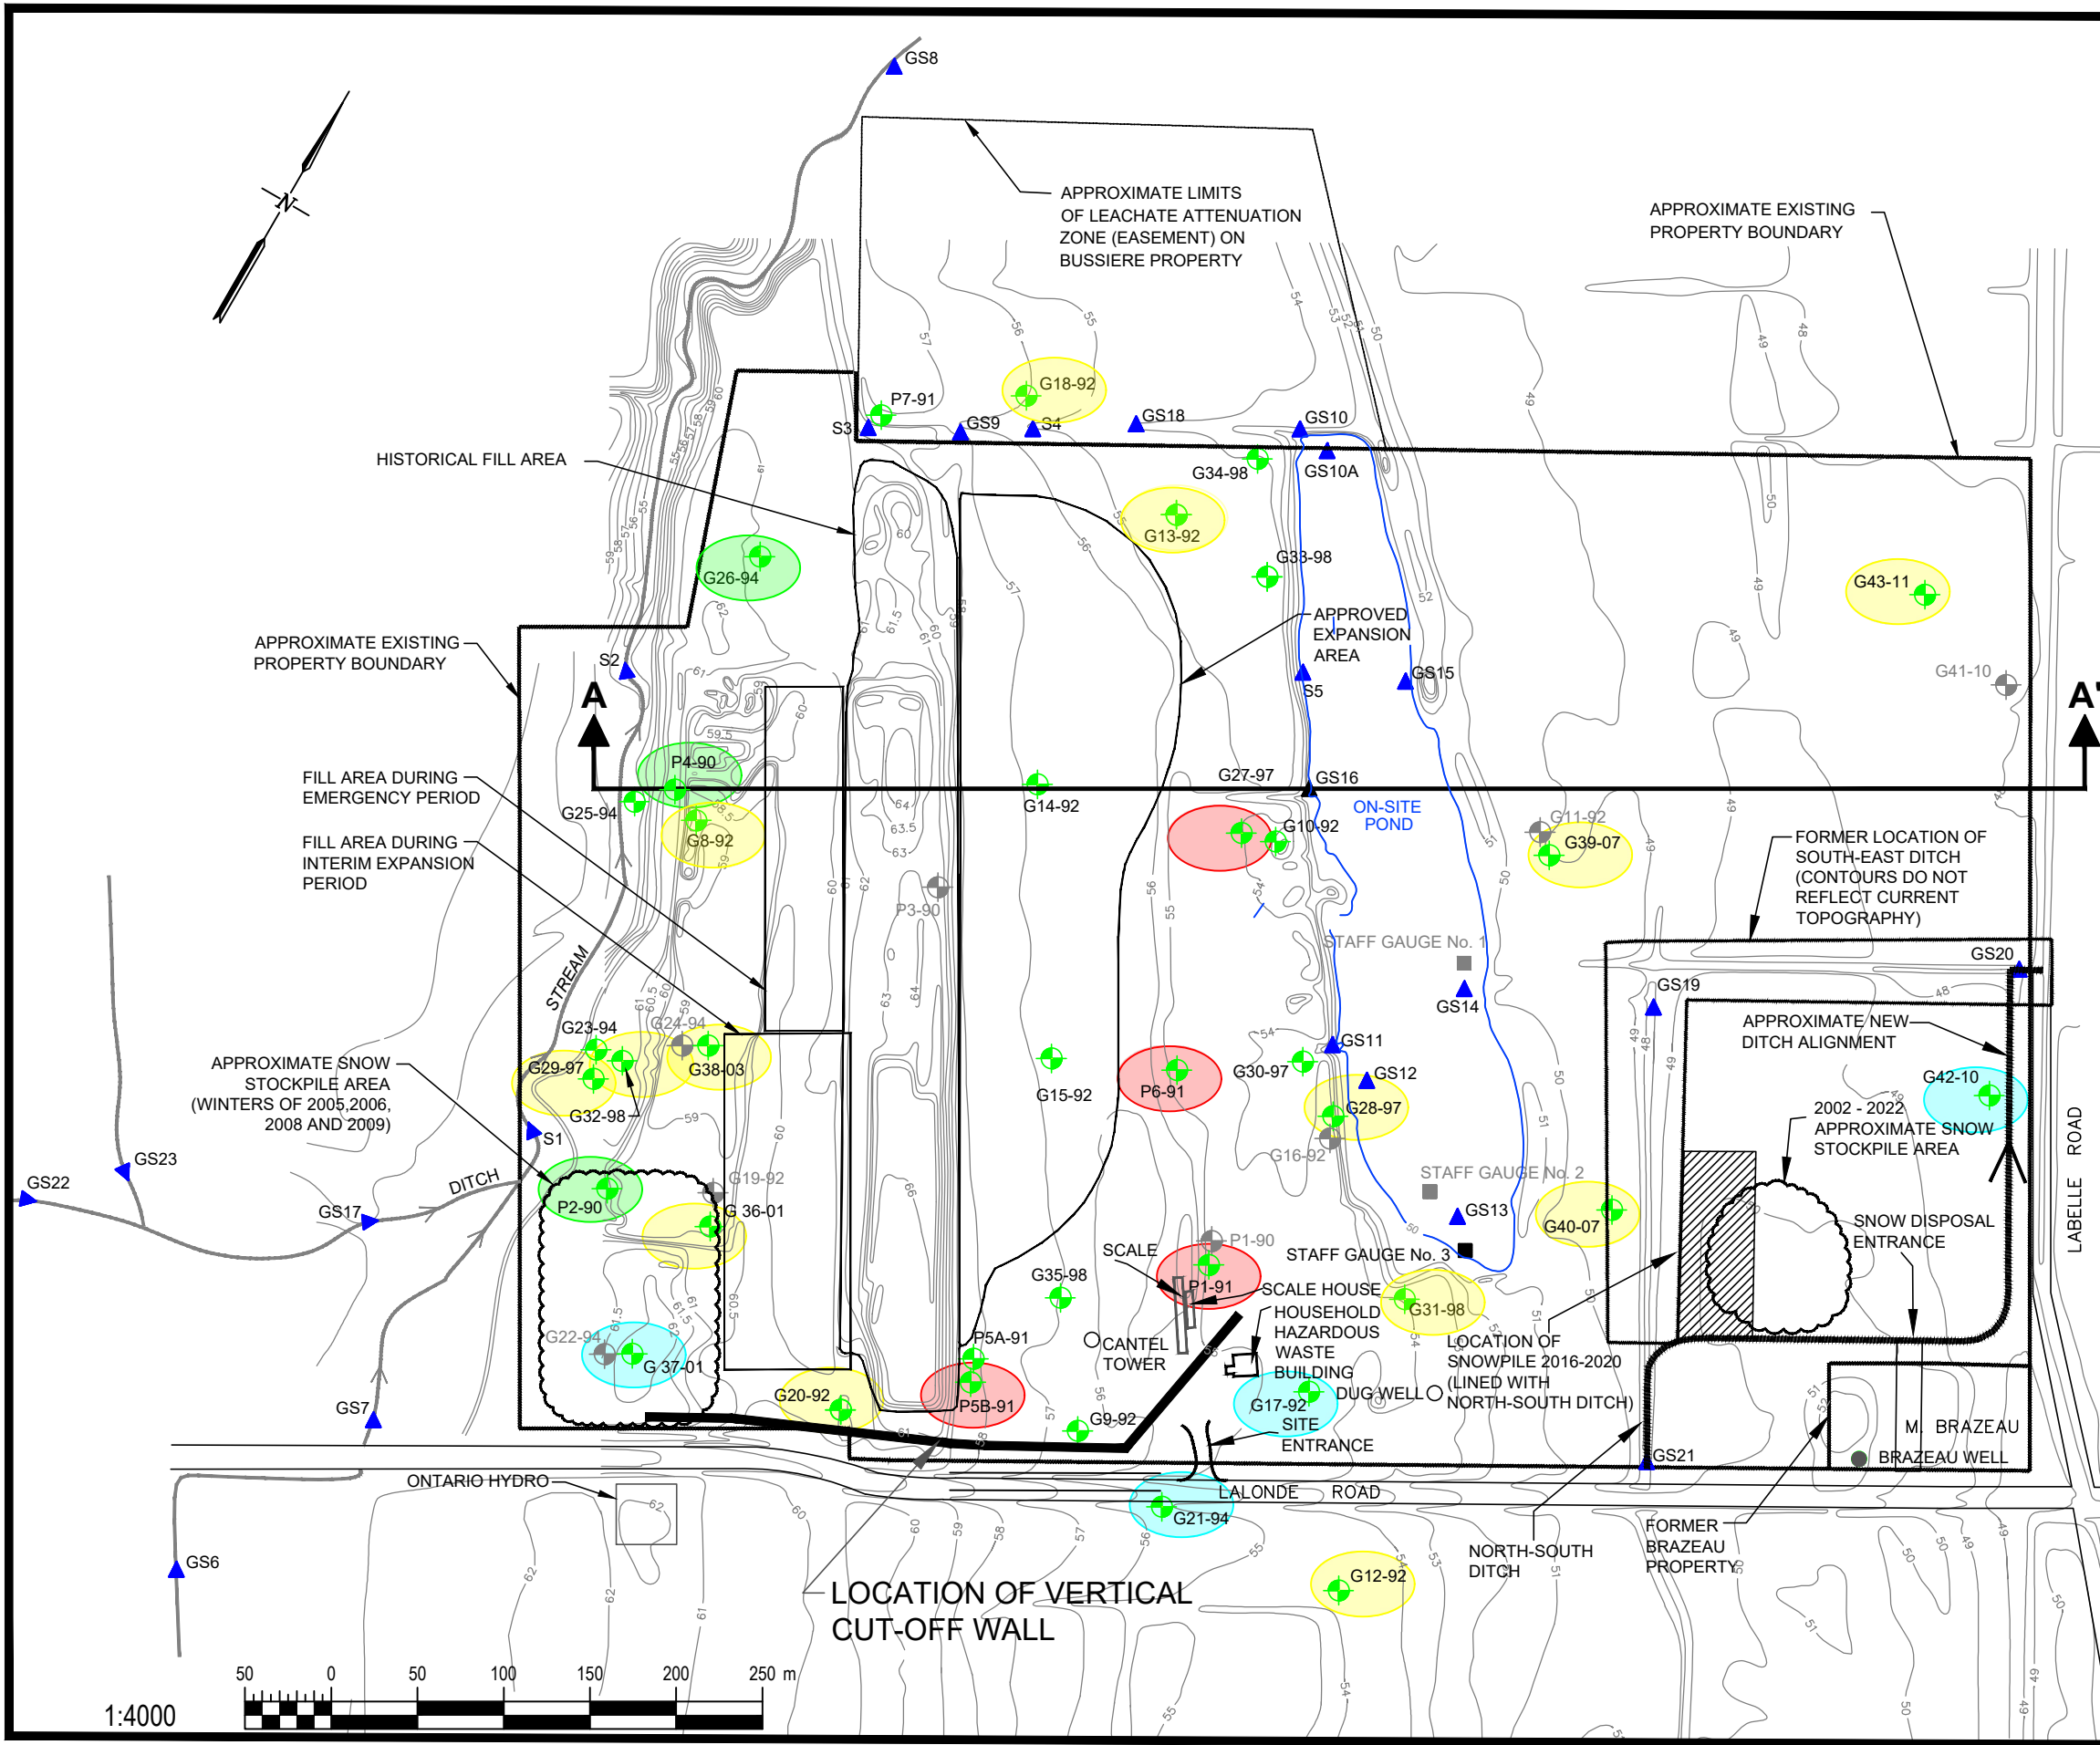 GS8
N
APPROXIMATE LIMITS
OF LEACHATE ATTENUATION
ZONE (EASEMENT) ON
BUSSIERE PROPERTY
APPROXIMATE EXISTING
PROPERTY BOUNDARY
G18-92
P7-91
S3
GS9
S4
GS18
GS10
GS10A
G34-98
HISTORICAL FILL AREA
G13-92
G33-98
G26-94
G43-11
APPROVED
EXPANSION
AREA
APPROXIMATE EXISTING
PROPERTY BOUNDARY
S2
S5
GS15
G41-10
A
A'
P4-90
G25-94
G8-92
FILL AREA DURING
EMERGENCY PERIOD
G14-92
G27-97
GS16
ON-SITE
POND
G10-92
G11-92
G39-07
FILL AREA DURING
INTERIM EXPANSION
PERIOD
FORMER LOCATION OF
SOUTH-EAST DITCH
(CONTOURS DO NOT
REFLECT CURRENT
TOPOGRAPHY)
P3-90
STAFF GAUGE No. 1
GS14
GS20
GS19
STREAM
G23-94
G24-94
G29-97
G38-03
G32-98
APPROXIMATE SNOW
STOCKPILE AREA
(WINTERS OF 2005,2006,
2008 AND 2009)
G15-92
P6-91
G30-97
GS11
GS12
G28-97
G16-92
APPROXIMATE NEW
DITCH ALIGNMENT
G42-10
2002 - 2022
APPROXIMATE SNOW
STOCKPILE AREA
LABELLE ROAD
S1
GS23
GS22
GS17
DITCH
P2-90
G19-92
G 36-01
STAFF GAUGE No. 2
GS13
G40-07
SNOW DISPOSAL
ENTRANCE
P1-90
STAFF GAUGE No. 3
SCALE
P1-91
SCALE HOUSE
G35-98
G31-98
HOUSEHOLD
HAZARDOUS
WASTE
BUILDING
CANTEL
TOWER
P5A-91
P5B-91
G22-94
G 37-01
G20-92
G9-92
LOCATION OF
SNOWPILE 2016-2020
(LINED WITH
NORTH-SOUTH DITCH)
DUG WELL
G17-92
SITE
ENTRANCE
GS7
GS21
M. BRAZEAU
BRAZEAU WELL
ONTARIO HYDRO
LALONDE ROAD
G21-94
GS6
NORTH-SOUTH
DITCH
FORMER
BRAZEAU
PROPERTY
G12-92
LOCATION OF VERTICAL
CUT-OFF WALL
50 0 50 100 150 200 250 m
1:4000